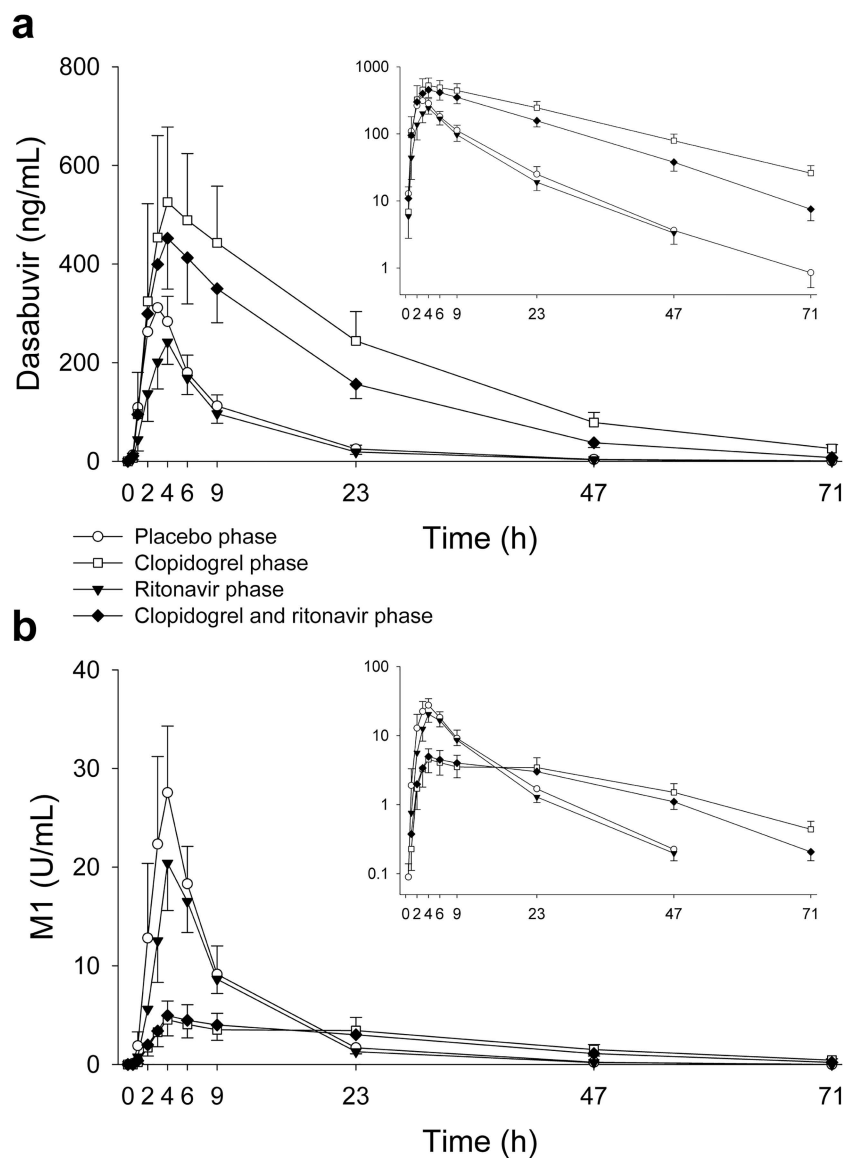 a
800
600
400
200
0
Dasabuvir (ng/mL)
1000
100
10
1
0 2 4 6 9 23 47 71
0 2 4 6 9 23 47 71
Time (h)
Placebo phase
Clopidogrel phase
Ritonavir phase
Clopidogrel and ritonavir phase
b
40
30
20
10
0
M1 (U/mL)
100
10
1
0.1
0 2 4 6 9 23 47 71
0 2 4 6 9 23 47 71
Time (h)